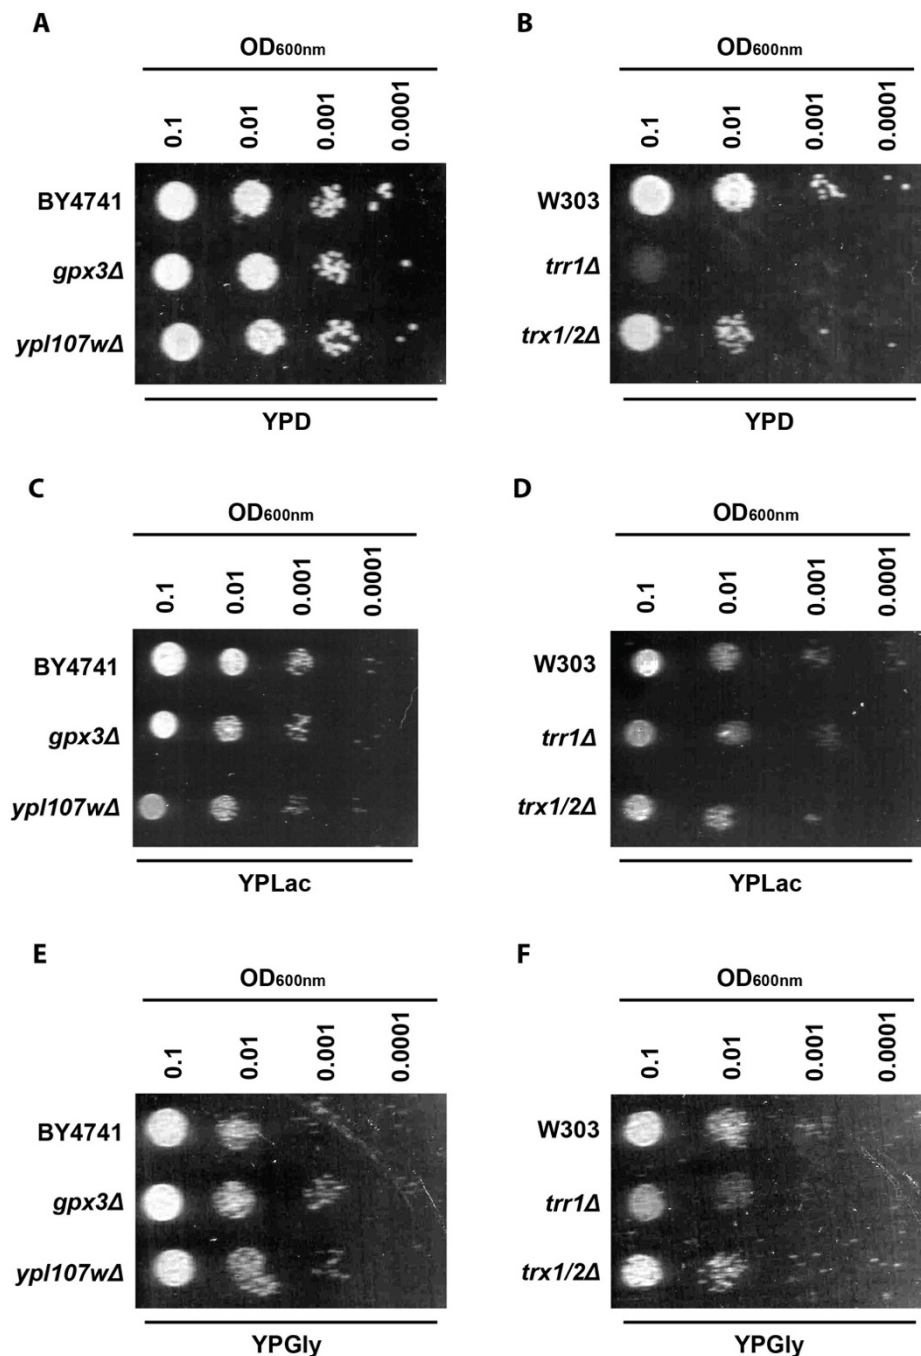 A
B
OD600nm
OD600nm
0.1
0.01
0.001
0.0001
0.1
0.01
0.001
0.0001
BY4741
gpx3Δ
ypl107wΔ
W303
trr1Δ
trx1/2Δ
YPD
YPD
C
D
OD600nm
OD600nm
0.1
0.01
0.001
0.0001
0.1
0.01
0.001
0.0001
BY4741
gpx3Δ
ypl107wΔ
W303
trr1Δ
trx1/2Δ
YPLac
YPLac
E
F
OD600nm
OD600nm
0.1
0.01
0.001
0.0001
0.1
0.01
0.001
0.0001
BY4741
gpx3Δ
ypl107wΔ
W303
trr1Δ
trx1/2Δ
YPGly
YPGly